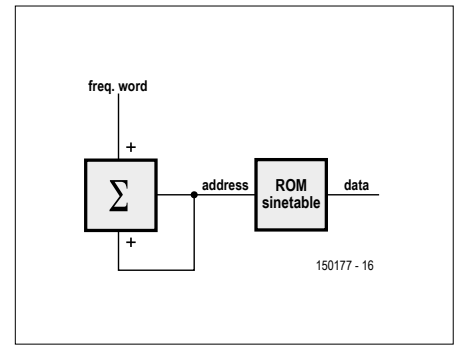 freq. word
+
Σ
+
address
ROM
sinetable
data
150177 - 16